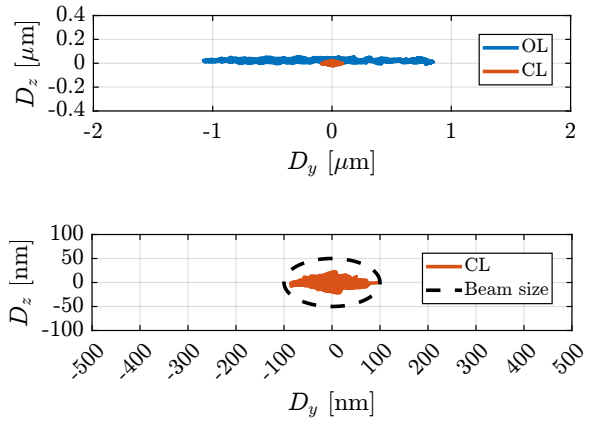 0.4
0.2
0
-0.2
-0.4
D_z [μm]
OL
CL
-2 -1 0 1 2
D_y [μm]
100
50
0
-50
-100
D_z [nm]
CL
Beam size
-500 -400 -300 -200 -100 0 100 200 300 400 500
D_y [nm]